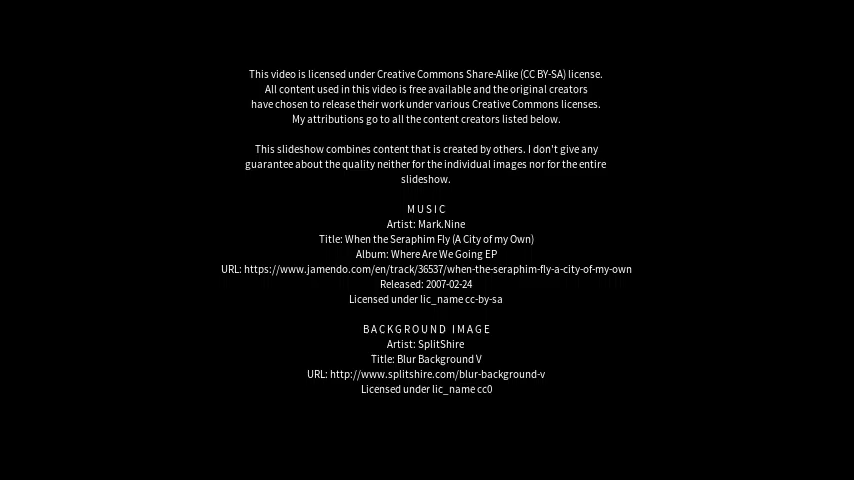 This video is licensed under Creative Commons Share-Alike (CC BY-SA) license.
All content used in this video is free available and the original creators
have chosen to release their work under various Creative Commons licenses.
My attributions go to all the content creators listed below.
This slideshow combines content that is created by others. I don't give any
guarantee about the quality neither for the individual images nor for the entire
slideshow.
MUSIC
Artist: Mark.Nine
Title: When the Seraphim Fly (A City of my Own)
Album: Where Are We Going EP
URL: https://www.jamendo.com/en/track/36537/when-the-seraphim-fly-a-city-of-my-own
Released: 2007-02-24
Licensed under lic_name cc-by-sa
BACKGROUND IMAGE
Artist: SplitShire
Title: Blur Background V
URL: http://www.splitshire.com/blur-background-v
Licensed under lic_name cc0